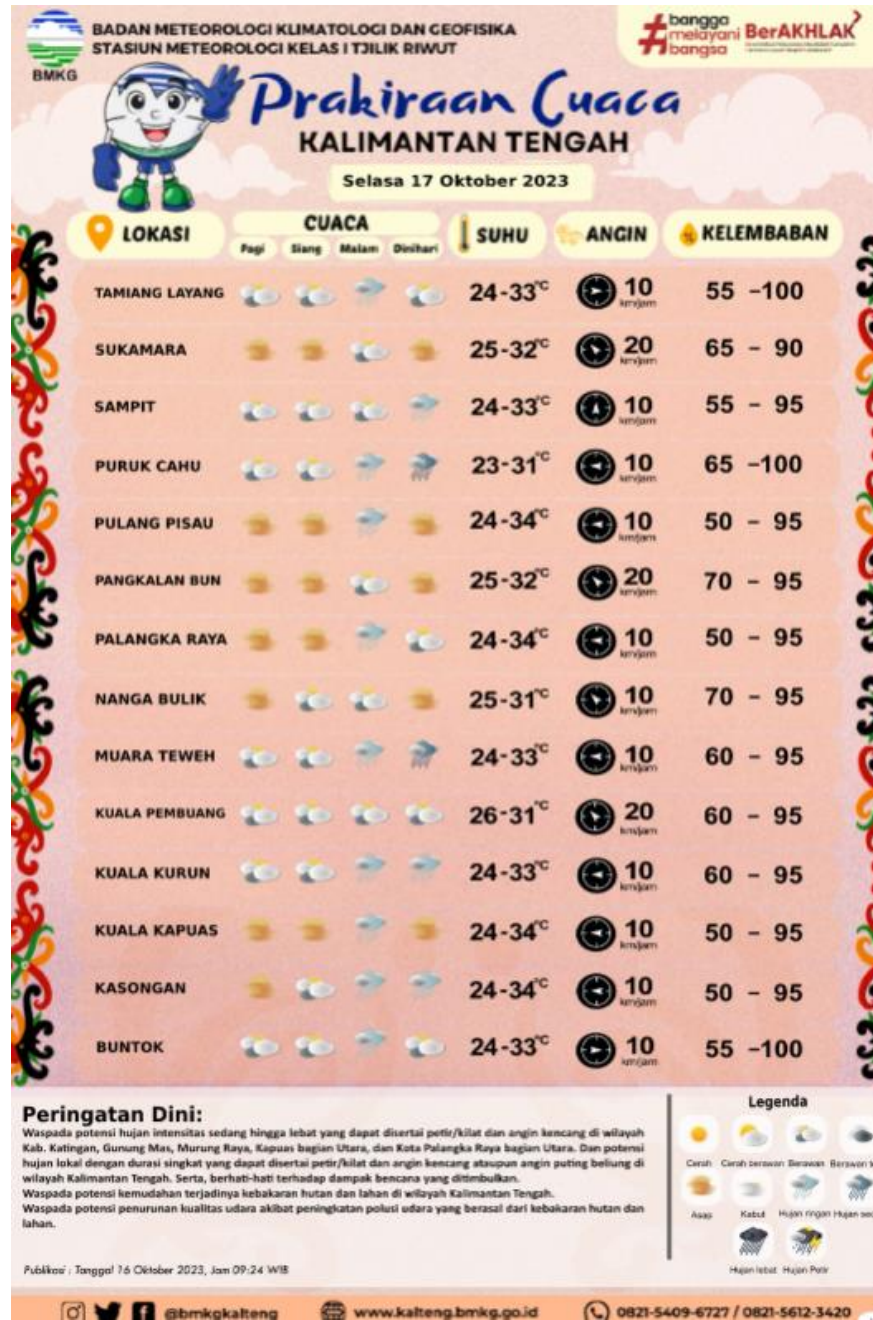 BADAN METEOROLOGI KLIMATOLOGI DAN GEOFISIKA
STASIUN METEOROLOGI KELAS I TJILIK RIWUT
BMKG
# bangga melayani bangsa BerAKHLAK
Prakiraan Cuaca
KALIMANTAN TENGAH
Selasa 17 Oktober 2023
LOKASI CUACA SUHU ANGIN KELEMBABAN
Pagi Siang Malam Dinihari
TAMIANG LAYANG 24-33°C 10 km/jam 55 -100
SUKAMARA 25-32°C 20 km/jam 65 - 90
SAMPIT 24-33°C 10 km/jam 55 - 95
PURUK CAHU 23-31°C 10 km/jam 65 -100
PULANG PISAU 24-34°C 10 km/jam 50 - 95
PANGKALAN BUN 25-32°C 20 km/jam 70 - 95
PALANGKA RAYA 24-34°C 10 km/jam 50 - 95
NANGA BULIK 25-31°C 10 km/jam 70 - 95
MUARA TEWEH 24-33°C 10 km/jam 60 - 95
KUALA PEMBUANG 26-31°C 20 km/jam 60 - 95
KUALA KURUN 24-33°C 10 km/jam 60 - 95
KUALA KAPUAS 24-34°C 10 km/jam 50 - 95
KASONGAN 24-34°C 10 km/jam 50 - 95
BUNTOK 24-33°C 10 km/jam 55 -100
Peringatan Dini:
Waspada potensi hujan intensitas sedang hingga lebat yang dapat disertai petir/kilat dan angin kencang di wilayah
Kab. Katingan, Gunung Mas, Murung Raya, Kapuas bagian Utara, dan Kota Palangka Raya bagian Utara. Dan potensi
hujan lokal dengan durasi singkat yang dapat disertai petir/kilat dan angin kencang ataupun angin puting beliung di
wilayah Kalimantan Tengah. Serta, berhati-hati terhadap dampak bencana yang ditimbulkan.
Waspada potensi kemudahan terjadinya kebakaran hutan dan lahan di wilayah Kalimantan Tengah.
Waspada potensi penurunan kualitas udara akibat peningkatan polusi udara yang berasal dari kebakaran hutan dan
lahan.
Publikasi : Tanggal 16 Oktober 2023, Jam 09:24 WIB
Legenda
Cerah Cerah berawan Berawan Berawan
Asap Kabut Hujan ringan Hujan
Hujan lebat Hujan Petir
@bmkgkalteng www.kalteng.bmkg.go.id 0821-5409-6727 / 0821-5612-3420